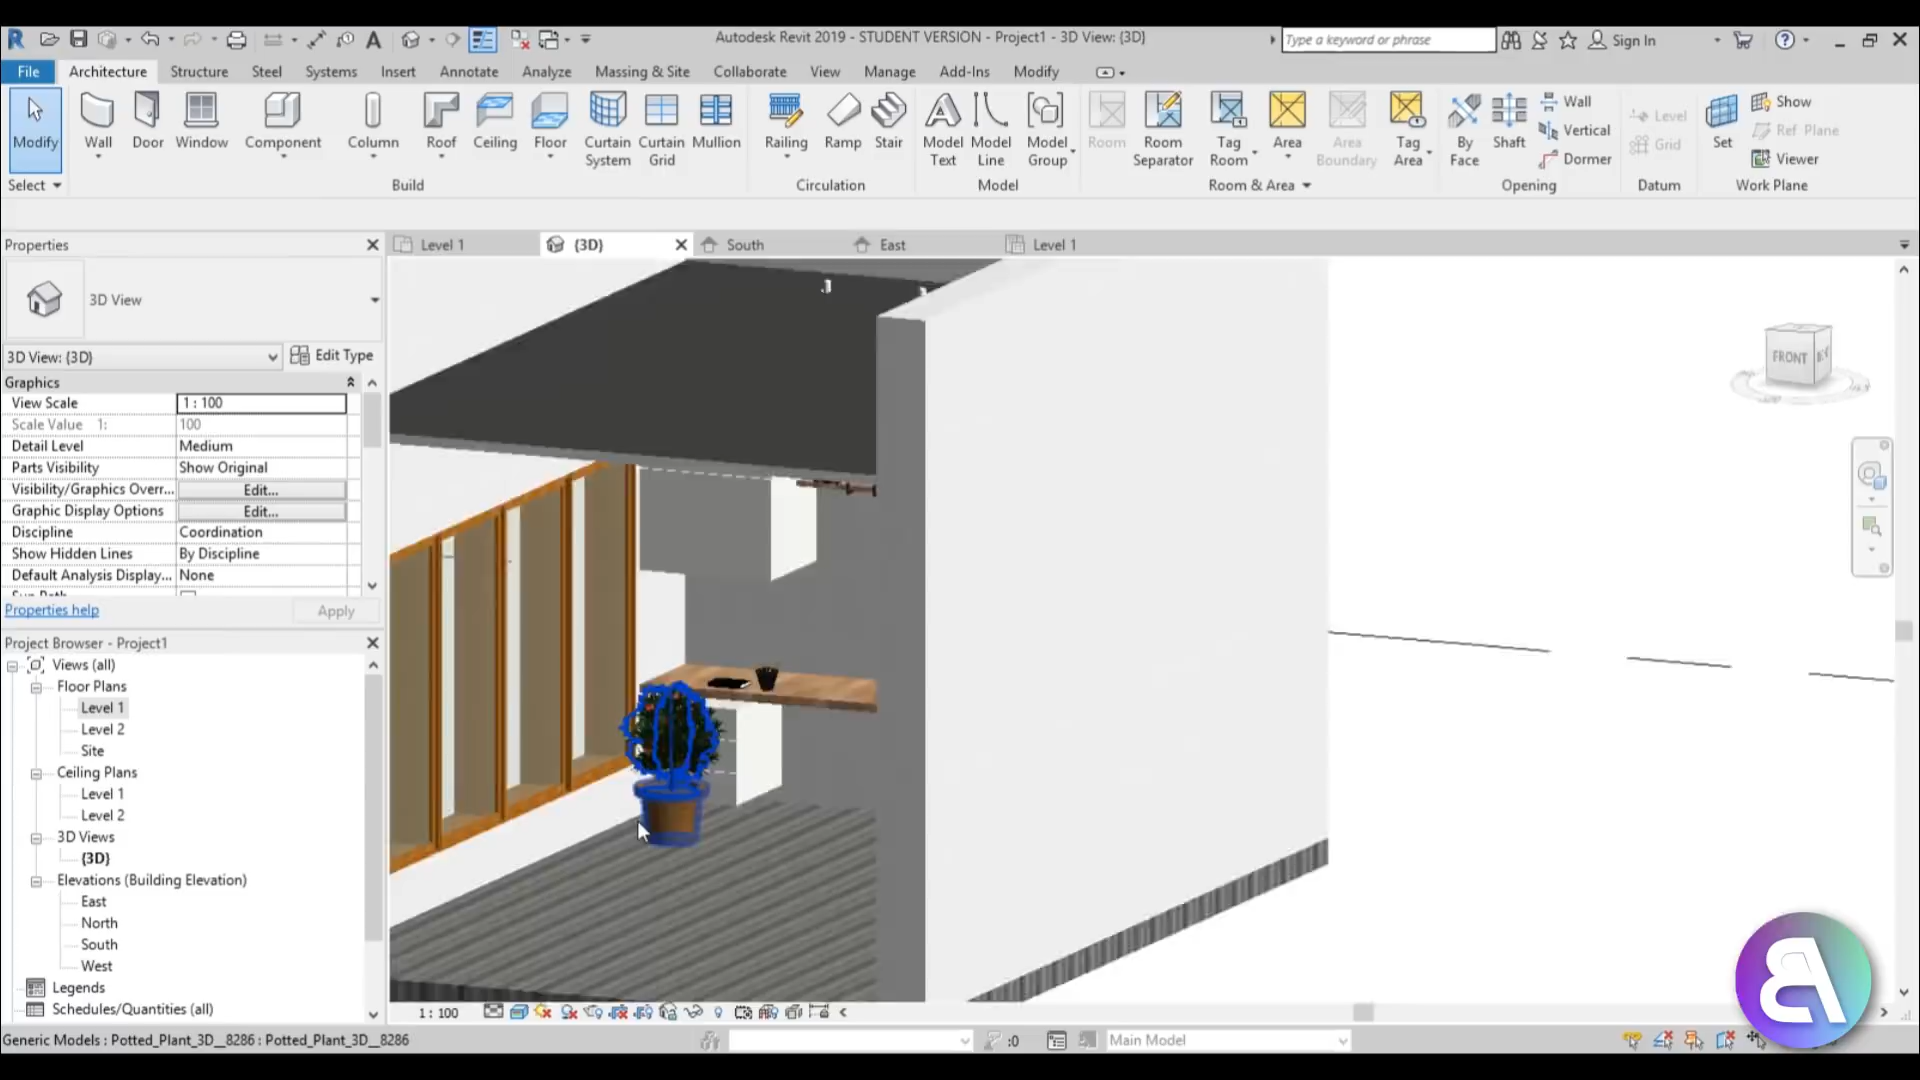 Autodesk Revit 2019 - STUDENT VERSION - Project1 - 3D View: {3D}
Type a keyword or phrase
Sign In
File Architecture Structure Steel Systems Insert Annotate Analyze Massing & Site Collaborate View Manage Add-Ins Modify
Modify Wall Door Window Component Column Roof Ceiling Floor Curtain System Curtain Grid Mullion Railing Ramp Stair Model Text Model Line Model Group Room Room Separator Tag Room Area Area Boundary Tag Area By Face Shaft Wall Vertical Dormer Level Grid Set Show Ref Plane Viewer
Select Build Circulation Model Room & Area Opening Datum Work Plane
Properties
Level 1 {3D} South East Level 1
3D View
3D View: {3D} Edit Type
Graphics
View Scale 1 : 100
Scale Value 1: 100
Detail Level Medium
Parts Visibility Show Original
Visibility/Graphics Overr... Edit...
Graphic Display Options Edit...
Discipline Coordination
Show Hidden Lines By Discipline
Default Analysis Display... None
Properties help Apply
Project Browser - Project1
Views (all)
Floor Plans
Level 1
Level 2
Site
Ceiling Plans
Level 1
Level 2
3D Views
{3D}
Elevations (Building Elevation)
East
North
South
West
Legends
Schedules/Quantities (all)
FRONT
1 : 100
Generic Models : Potted_Plant_3D__8286 : Potted_Plant_3D__8286
:0
Main Model